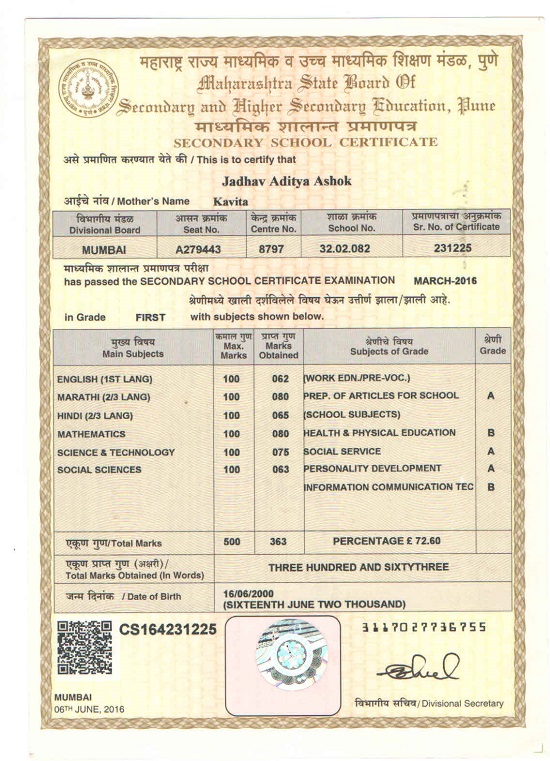 महाराष्ट्र राज्य माध्यमिक व उच्च माध्यमिक शिक्षण मंडळ, पुणे
Maharashtra State Board Of
Secondary and Higher Secondary Education, Pune
माध्यमिक शालान्त प्रमाणपत्र
SECONDARY SCHOOL CERTIFICATE
असे प्रमाणित करण्यात येते की / This is to certify that
Jadhav Aditya Ashok
आईचे नांव / Mother's Name Kavita
विभागीय मंडळ आसन क्रमांक केन्द्र क्रमांक शाळा क्रमांक प्रमाणपत्राचा अनुक्रमांक
Divisional Board Seat No. Centre No. School No. Sr. No. of Certificate
MUMBAI A279443 8797 32.02.082 231225
माध्यमिक शालान्त प्रमाणपत्र परीक्षा
has passed the SECONDARY SCHOOL CERTIFICATE EXAMINATION MARCH-2016
श्रेणीमध्ये खाली दर्शविलेले विषय घेऊन उत्तीर्ण झाला/झाली आहे.
in Grade FIRST with subjects shown below.
मुख्य विषय कमाल गुण प्राप्त गुण श्रेणीचे विषय श्रेणी
Main Subjects Max. Marks Marks Obtained Subjects of Grade Grade
ENGLISH (1ST LANG) 100 062 (WORK EDN./PRE-VOC.)
MARATHI (2/3 LANG) 100 080 PREP. OF ARTICLES FOR SCHOOL A
HINDI (2/3 LANG) 100 065 (SCHOOL SUBJECTS)
MATHEMATICS 100 080 HEALTH & PHYSICAL EDUCATION B
SCIENCE & TECHNOLOGY 100 075 SOCIAL SERVICE A
SOCIAL SCIENCES 100 063 PERSONALITY DEVELOPMENT A
INFORMATION COMMUNICATION TEC B
एकूण गुण/Total Marks 500 363 PERCENTAGE £ 72.60
एकूण प्राप्त गुण (अक्षरी)/
Total Marks Obtained (In Words) THREE HUNDRED AND SIXTYTHREE
जन्म दिनांक / Date of Birth 16/06/2000
(SIXTEENTH JUNE TWO THOUSAND)
CS164231225
3117027736755
MUMBAI
06TH JUNE, 2016
विभागीय सचिव/Divisional Secretary